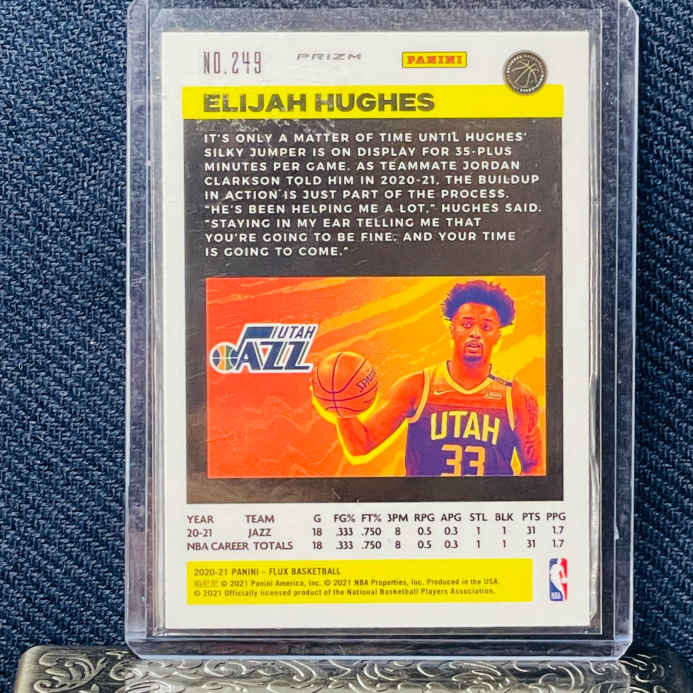 NO.249 PRIZM PANINI
ELIJAH HUGHES
IT'S ONLY A MATTER OF TIME UNTIL HUGHES'
SILKY JUMPER IS ON DISPLAY FOR 35-PLUS
MINUTES PER GAME. AS TEAMMATE JORDAN
CLARKSON TOLD HIM IN 2020-21, THE BUILDUP
IN ACTION IS JUST PART OF THE PROCESS.
"HE'S BEEN HELPING ME A LOT," HUGHES SAID.
"STAYING IN MY EAR TELLING ME THAT
YOU'RE GOING TO BE FINE, AND YOUR TIME
IS GOING TO COME."
UTAH
JAZZ
SPALDING
UTAH
33
YEAR TEAM G FG% FT% 3PM RPG APG STL BLK PTS PPG
20-21 JAZZ 18 .333 .750 8 0.5 0.3 1 1 31 1.7
NBA CAREER TOTALS 18 .333 .750 8 0.5 0.3 1 1 31 1.7
2020-21 PANINI – FLUX BASKETBALL
© 2021 Panini America, Inc. © 2021 NBA Properties, Inc. Produced in the USA.
© 2021 Officially licensed product of the National Basketball Players Association.
NBA